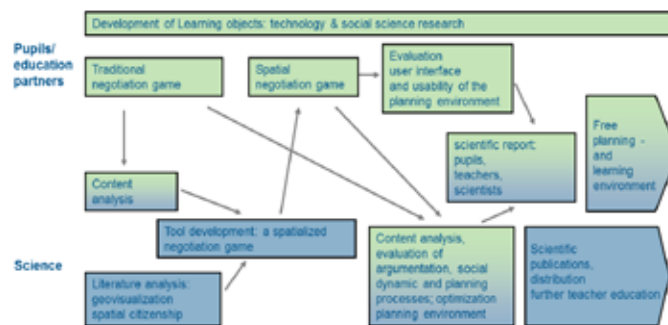 Development of Learning objects: technology & social science research
Pupils/
education
partners
Traditional
negotiation game
Spatial
negotiation game
Evaluation
user interface
and usability of the
planning environment
Free
planning -
and
learning
environment
scientific report;
pupils,
teachers,
scientists
Content
analysis
Tool development: a spatialized
negotiation game
Content analysis,
evaluation of
argumentation, social
dynamic and planning
processes; optimization
planning environment
Scientific
publications,
distribution
further teacher education
Science
Literature analysis:
geovisualization
spatial citizenship